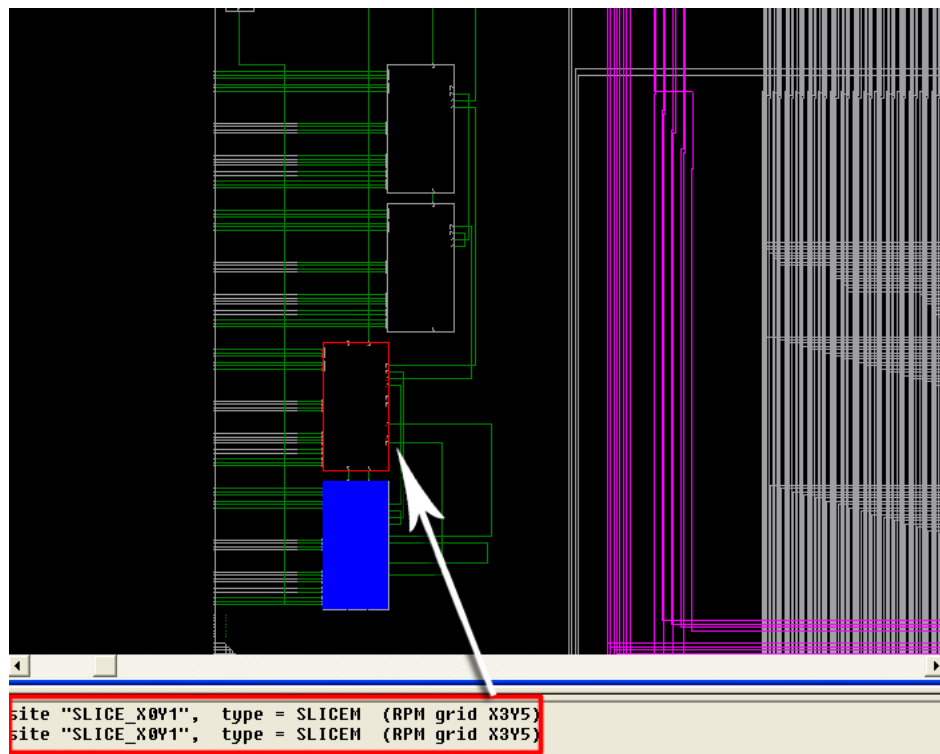 site "SLICE_X0Y1", type = SLICEM (RPM grid X3Y5)
site "SLICE_X0Y1", type = SLICEM (RPM grid X3Y5)